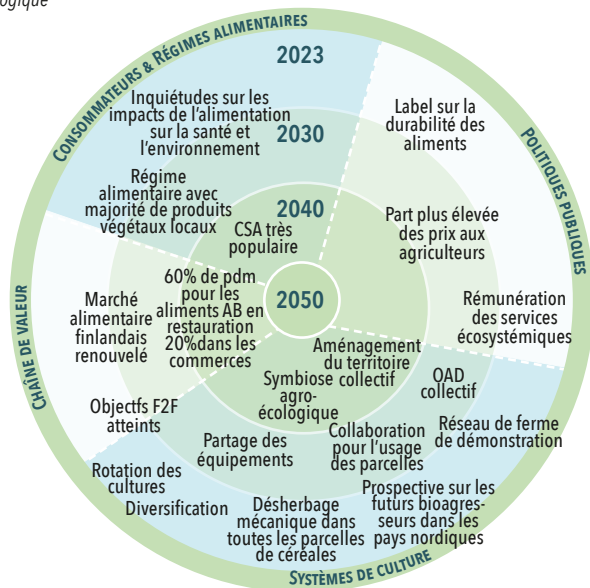 logique
CONSOMMATEURS & RÉGIMES ALIMENTAIRES
2023
Inquiétudes sur les
impacts de l'alimentation
sur la santé et
l'environnement
2030
Régime
alimentaire avec
majorité de produits
végétaux locaux
2040
CSA très
populaire
POLITIQUES PUBLIQUES
Label sur la
durabilité des
aliments
Part plus élevée
des prix aux
agriculteurs
Rémunération
des services
écosystémiques
2050
CHAÎNE DE VALEUR
Marché
alimentaire
finlandais
renouvelé
60% de pdm
pour les
aliments AB en
restauration
20%dans les
commerces
Objectfs F2F
atteints
Aménagement
du territoire
collectif
Symbiose
agro-
écologique
OAD
collectif
Réseau de ferme
de démonstration
Collaboration
pour l'usage
des parcelles
Partage des
équipements
Rotation des
cultures
Diversification
Désherbage
mécanique dans
toutes les parcelles
de céréales
Prospective sur les
futurs bioagres-
seurs dans les
pays nordiques
SYSTÈMES DE CULTURE